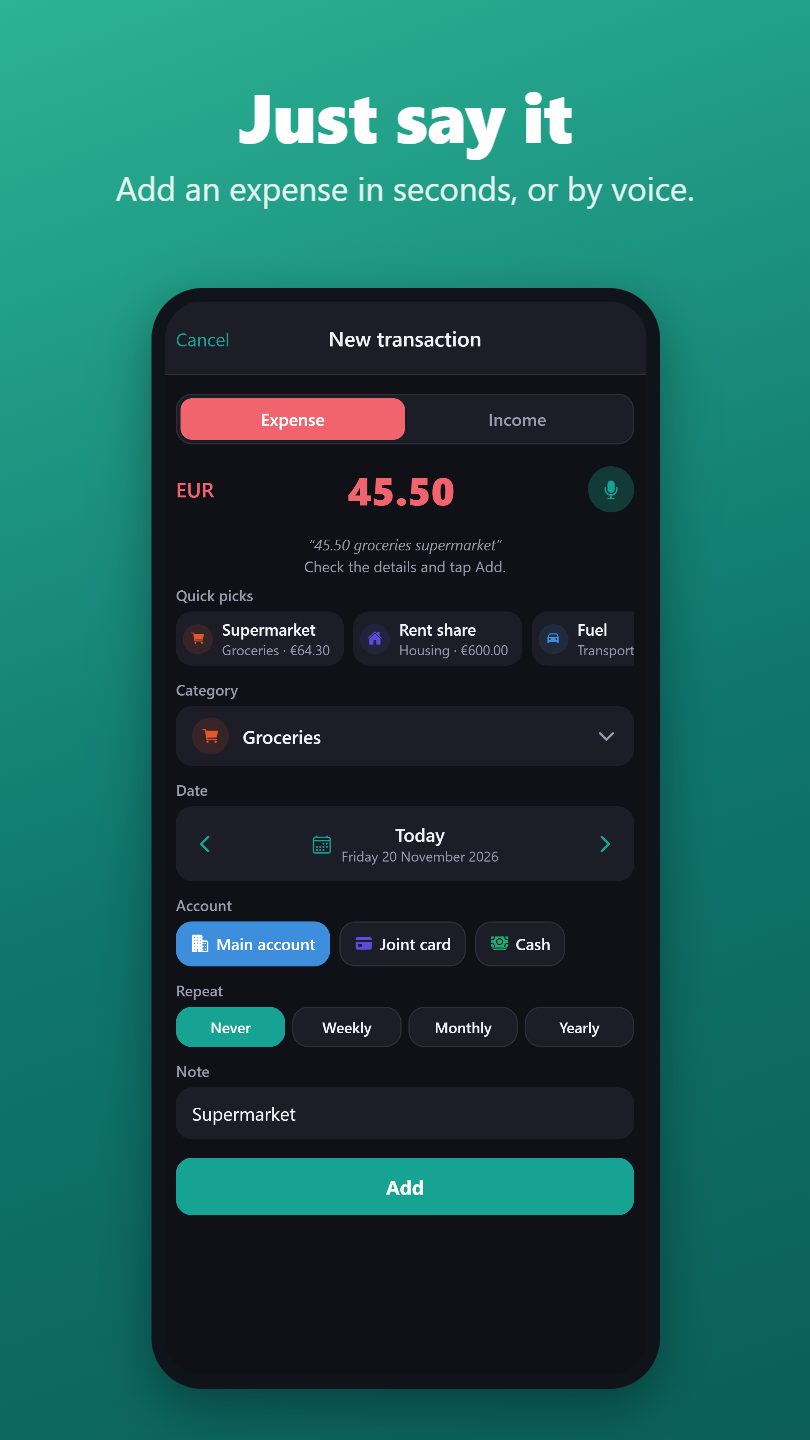 Just say it
Add an expense in seconds, or by voice.
Cancel
New transaction
Expense
Income
EUR
45.50
“45.50 groceries supermarket”
Check the details and tap Add.
Quick picks
Supermarket
Groceries · €64.30
Rent share
Housing · €600.00
Fuel
Transport
Category
Groceries
Date
Today
Friday 20 November 2026
Account
Main account
Joint card
Cash
Repeat
Never
Weekly
Monthly
Yearly
Note
Supermarket
Add